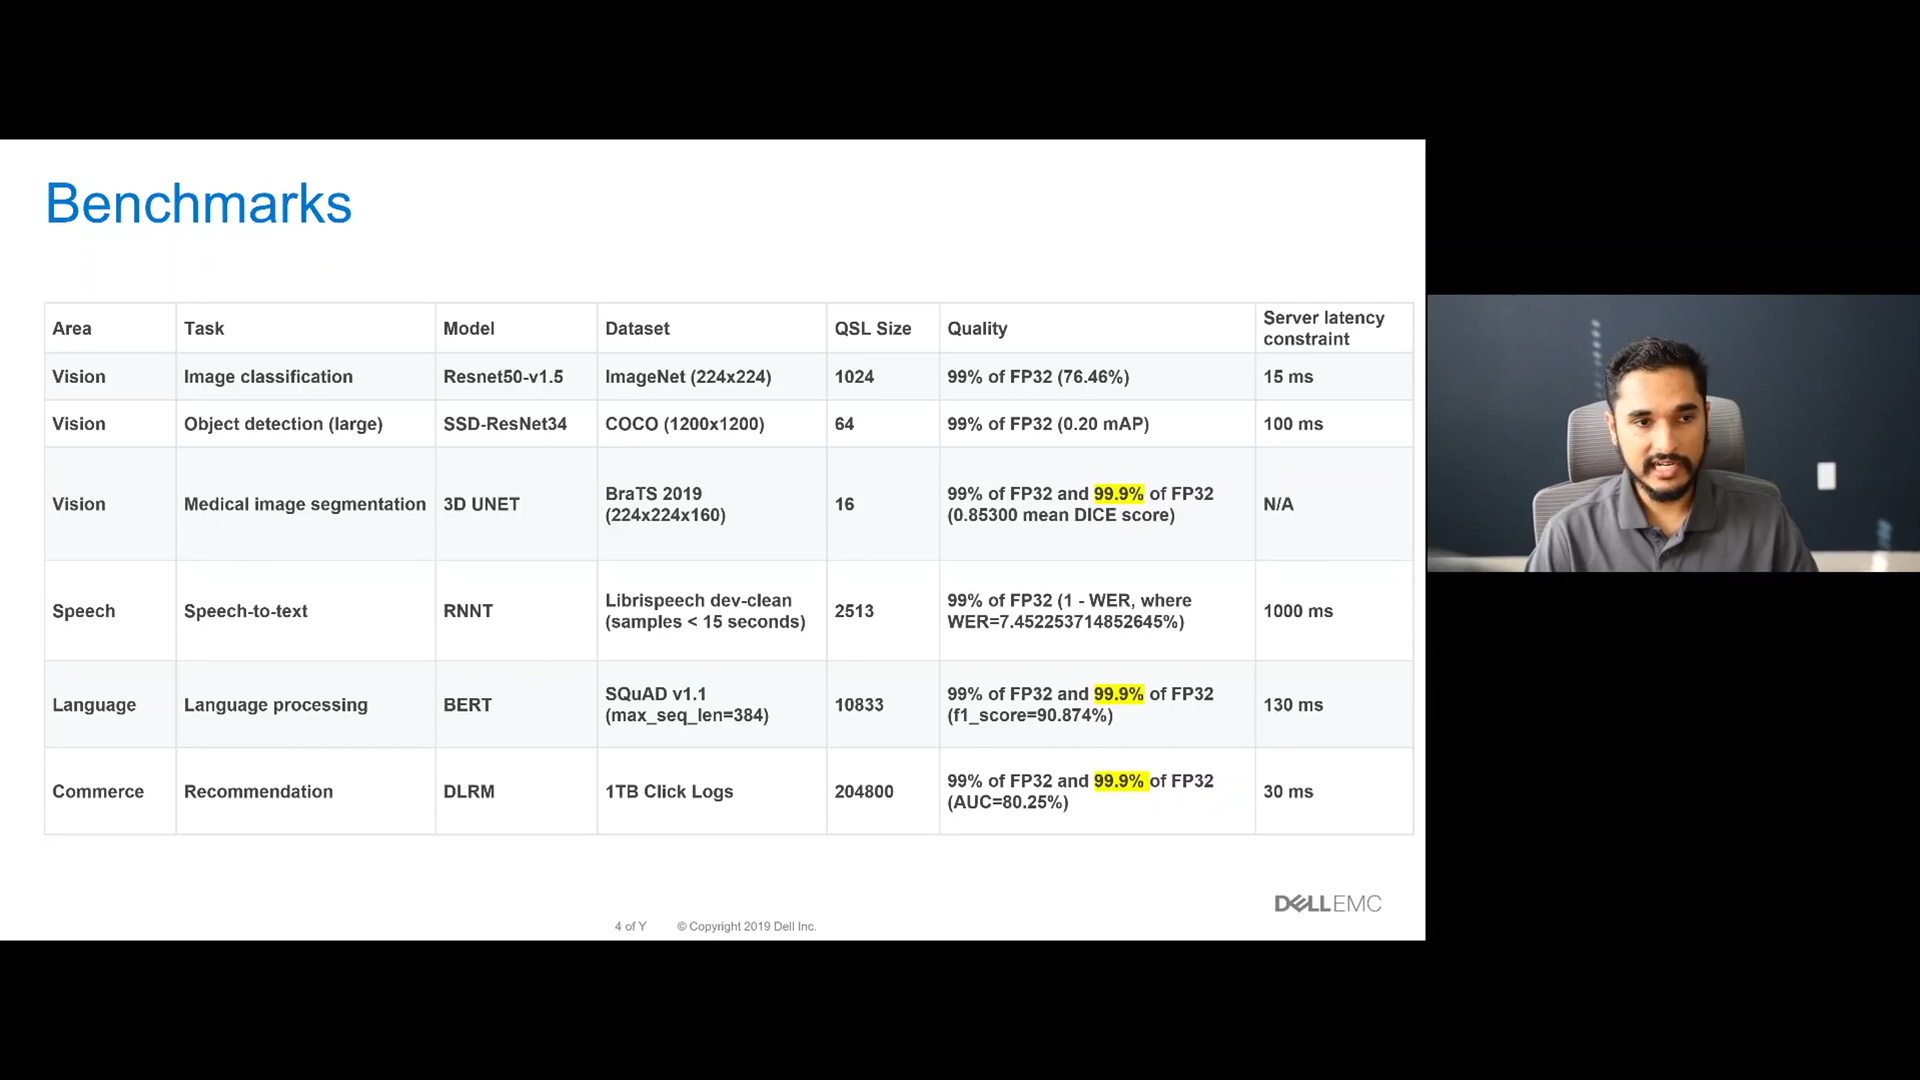 Benchmarks
Area Task Model Dataset QSL Size Quality Server latency constraint
Vision Image classification Resnet50-v1.5 ImageNet (224x224) 1024 99% of FP32 (76.46%) 15 ms
Vision Object detection (large) SSD-ResNet34 COCO (1200x1200) 64 99% of FP32 (0.20 mAP) 100 ms
Vision Medical image segmentation 3D UNET BraTS 2019 (224x224x160) 16 99% of FP32 and 99.9% of FP32 (0.85300 mean DICE score) N/A
Speech Speech-to-text RNNT Librispeech dev-clean (samples < 15 seconds) 2513 99% of FP32 (1 - WER, where WER=7.452253714852645%) 1000 ms
Language Language processing BERT SQuAD v1.1 (max_seq_len=384) 10833 99% of FP32 and 99.9% of FP32 (f1_score=90.874%) 130 ms
Commerce Recommendation DLRM 1TB Click Logs 204800 99% of FP32 and 99.9% of FP32 (AUC=80.25%) 30 ms
DELLEMC
4 of Y © Copyright 2019 Dell Inc.